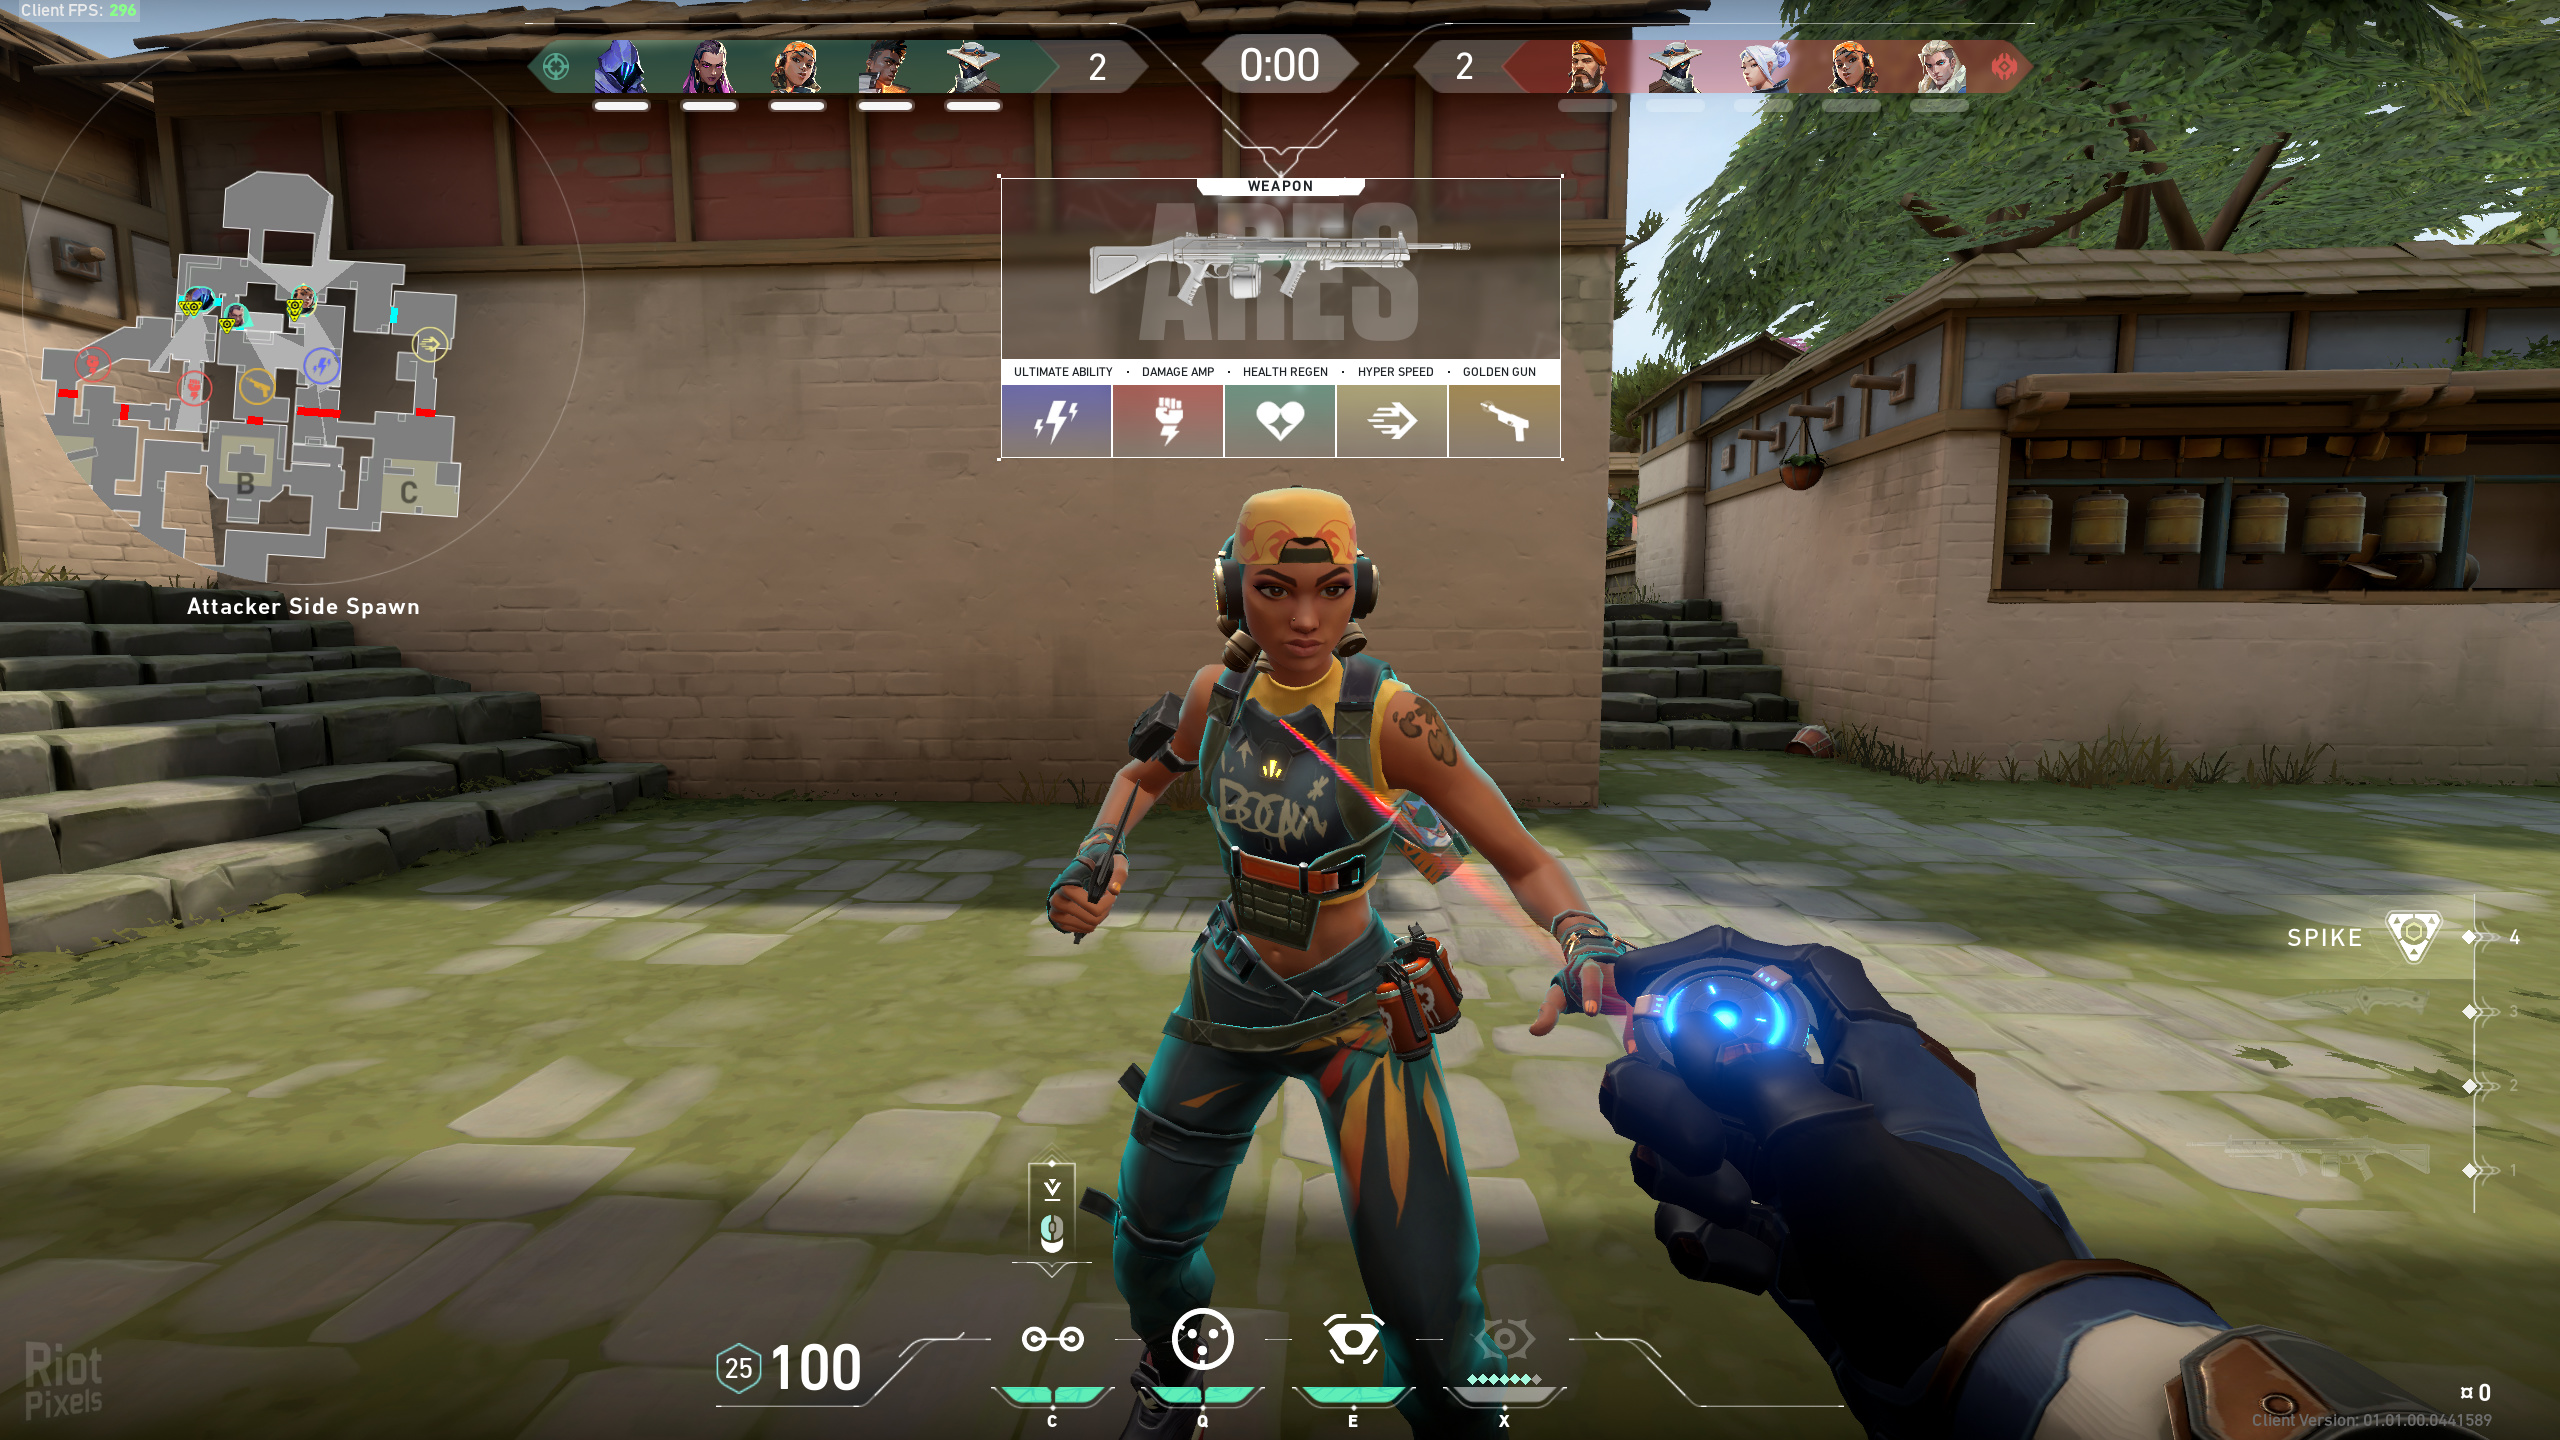 Client FPS: 296
2
0:00
2
WEAPON
ARES
ULTIMATE ABILITY · DAMAGE AMP · HEALTH REGEN · HYPER SPEED · GOLDEN GUN
B
C
Attacker Side Spawn
BOOM
SPIKE
4
3
2
1
25
100
C
Q
E
X
Riot
Pixels
¤0
Client Version: 01.01.00.0441589